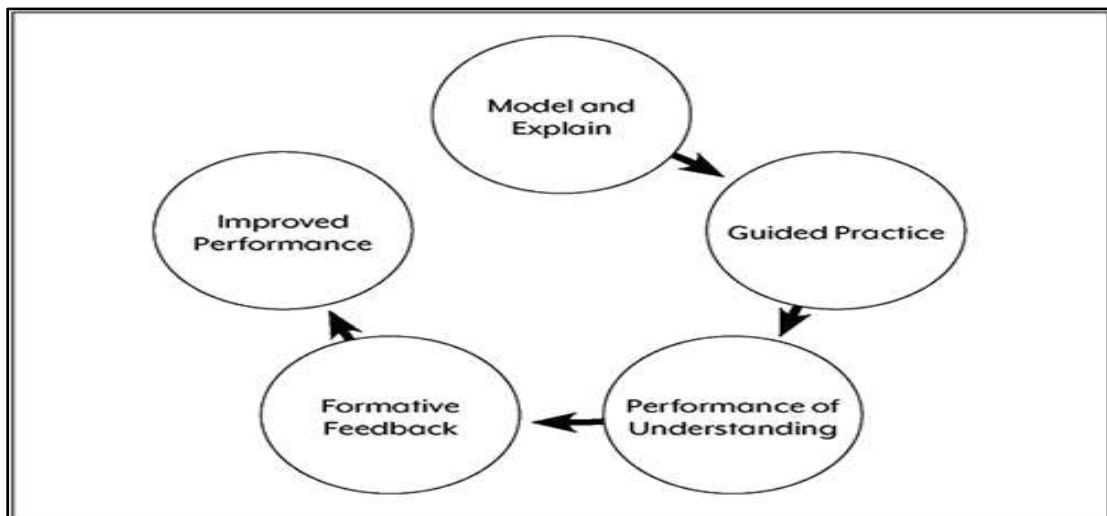 Model and
Explain
Guided Practice
Performance of
Understanding
Formative
Feedback
Improved
Performance